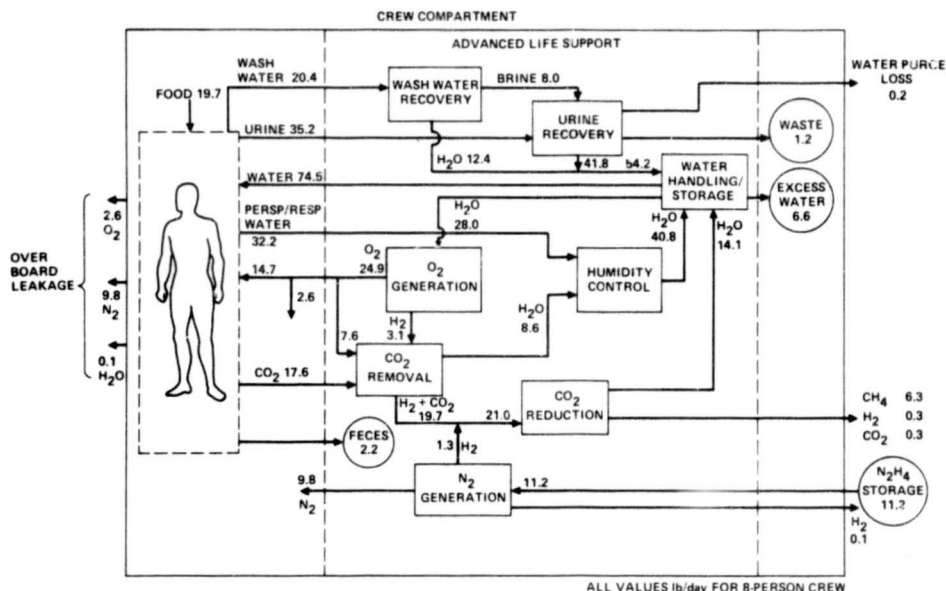 CREW COMPARTMENT
ADVANCED LIFE SUPPORT
WASH
WATER 20.4
FOOD 19.7
WASH WATER
RECOVERY
BRINE 8.0
WATER PURCE
LOSS
0.2
URINE 35.2
URINE
RECOVERY
WASTE
1.2
H2O 12.4
41.8
54.2
WATER
HANDLING/
STORAGE
WATER 74.5
EXCESS
WATER
6.6
PERSP/RESP
WATER
32.2
H2O
28.0
H2O
40.8
H2O
14.1
2.6
O2
OVER
BOARD
LEAKAGE
9.8
N2
0.1
H2O
14.7
O2
24.9
O2
GENERATION
HUMIDITY
CONTROL
2.6
H2
3.1
H2O
8.6
7.6
CO2
REMOVAL
CO2 17.6
H2 + CO2
19.7
21.0
CO2
REDUCTION
CH4 6.3
H2 0.3
CO2 0.3
FECES
2.2
1.3 H2
9.8
N2
N2
GENERATION
11.2
N2H4
STORAGE
11.2
H2
0.1
ALL VALUES lb/day FOR 8-PERSON CREW